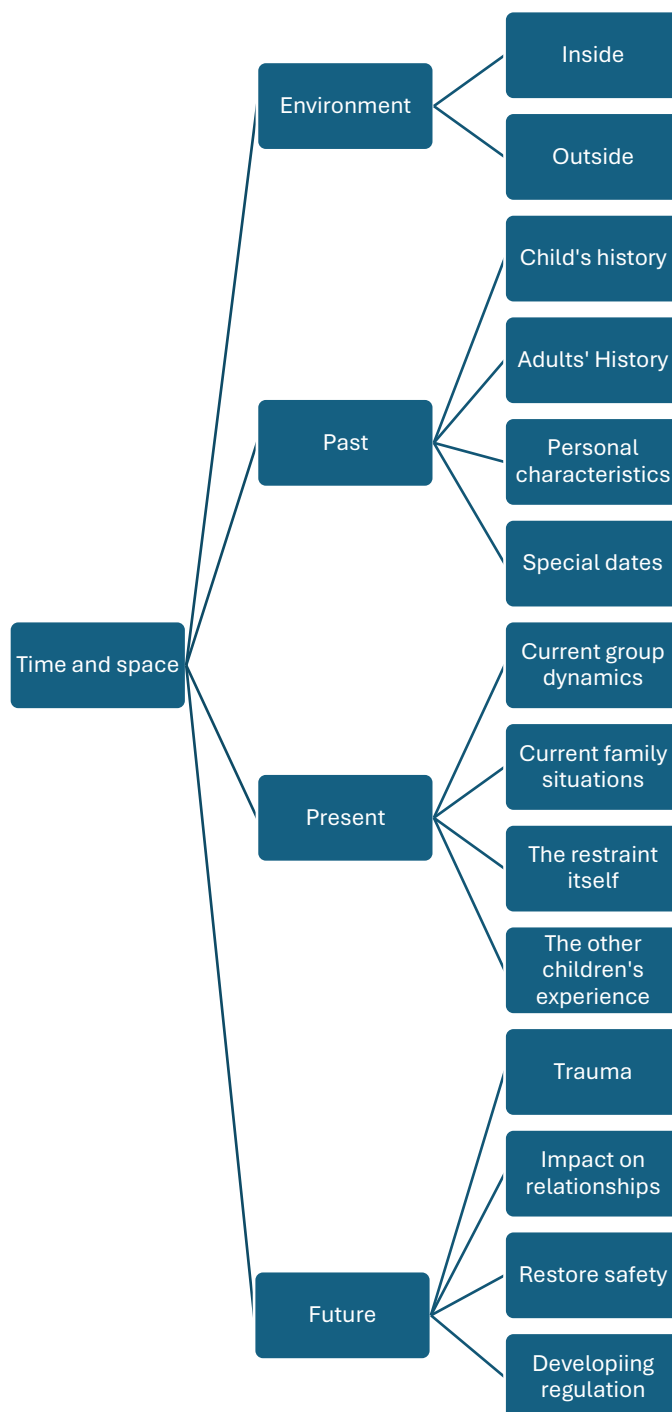 Time and space
Environment
Inside
Outside
Past
Child's history
Adults' History
Personal
characteristics
Special dates
Present
Current group
dynamics
Current family
situations
The restraint
itself
The other
children's
experience
Future
Trauma
Impact on
relationships
Restore safety
Developiing
regulation